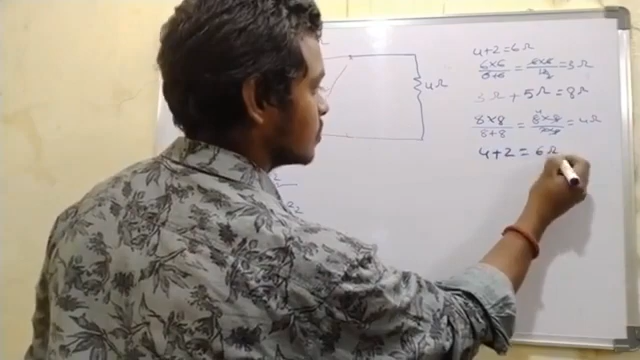 4+2=6Ω
6×6/6+6 = 6×6/12 = 3Ω
3Ω + 5Ω = 8Ω
8×8/8+8 = 8×8/16 = 4Ω
4+2 = 6Ω
4Ω